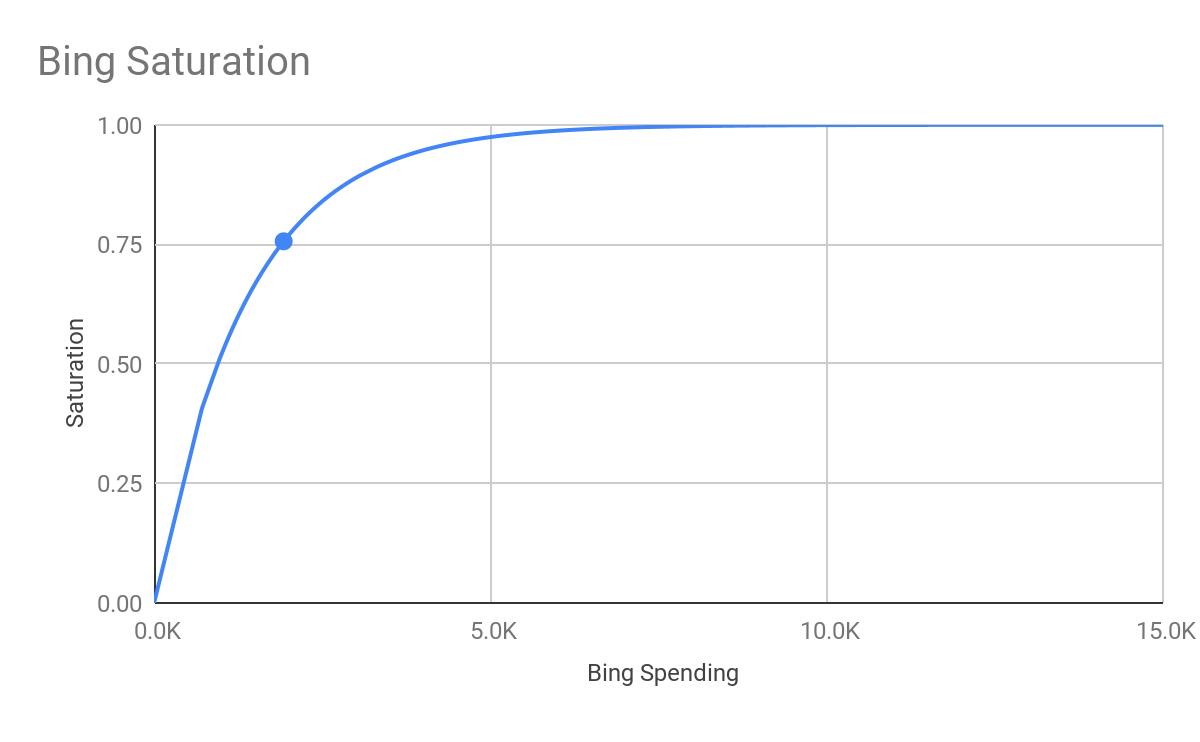 Bing Saturation
1.00
0.75
0.50
0.25
0.00
Saturation
0.0K
5.0K
10.0K
15.0K
Bing Spending